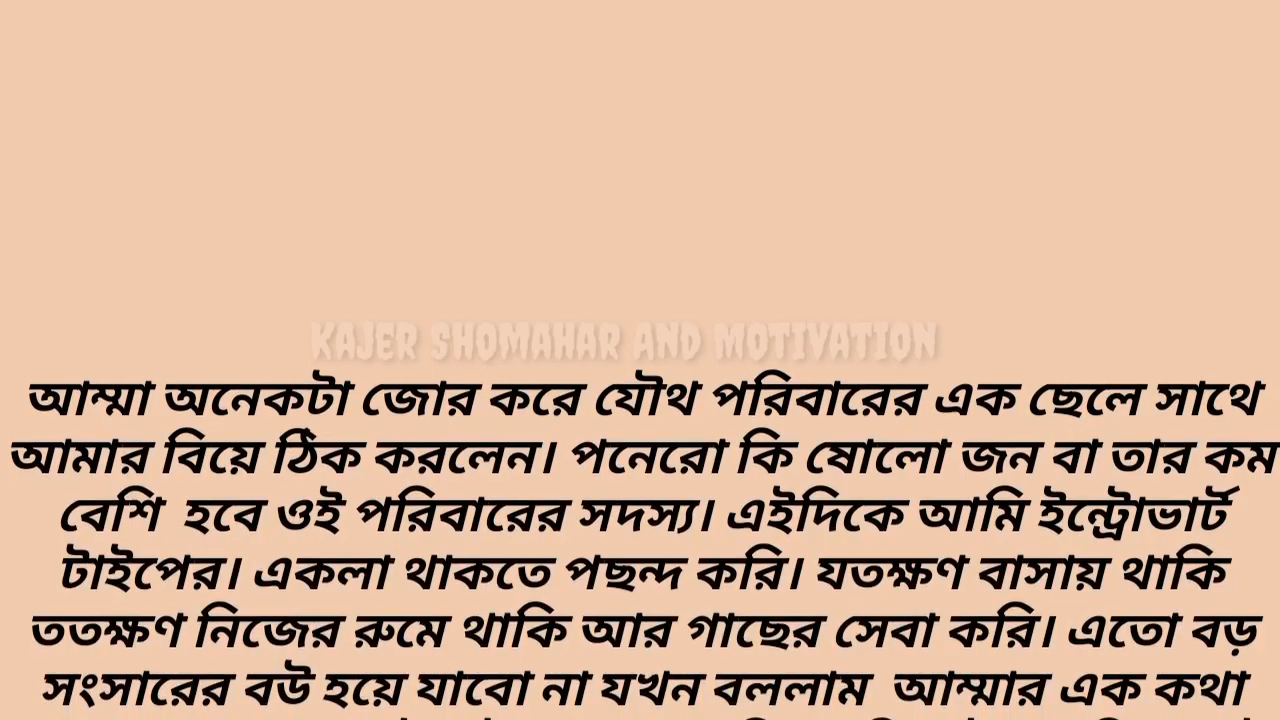 KAJER SHOMAHAR AND MOTIVATION
আম্মা অনেকটা জোর করে যৌথ পরিবারের এক ছেলে সাথে
আমার বিয়ে ঠিক করলেন। পনেরো কি ষোলো জন বা তার কম
বেশি হবে ওই পরিবারের সদস্য। এইদিকে আমি ইন্ট্রোভার্ট
টাইপের। একলা থাকতে পছন্দ করি। যতক্ষণ বাসায় থাকি
ততক্ষণ নিজের রুমে থাকি আর গাছের সেবা করি। এতো বড়
সংসারের বউ হয়ে যাবো না যখন বললাম আম্মার এক কথা